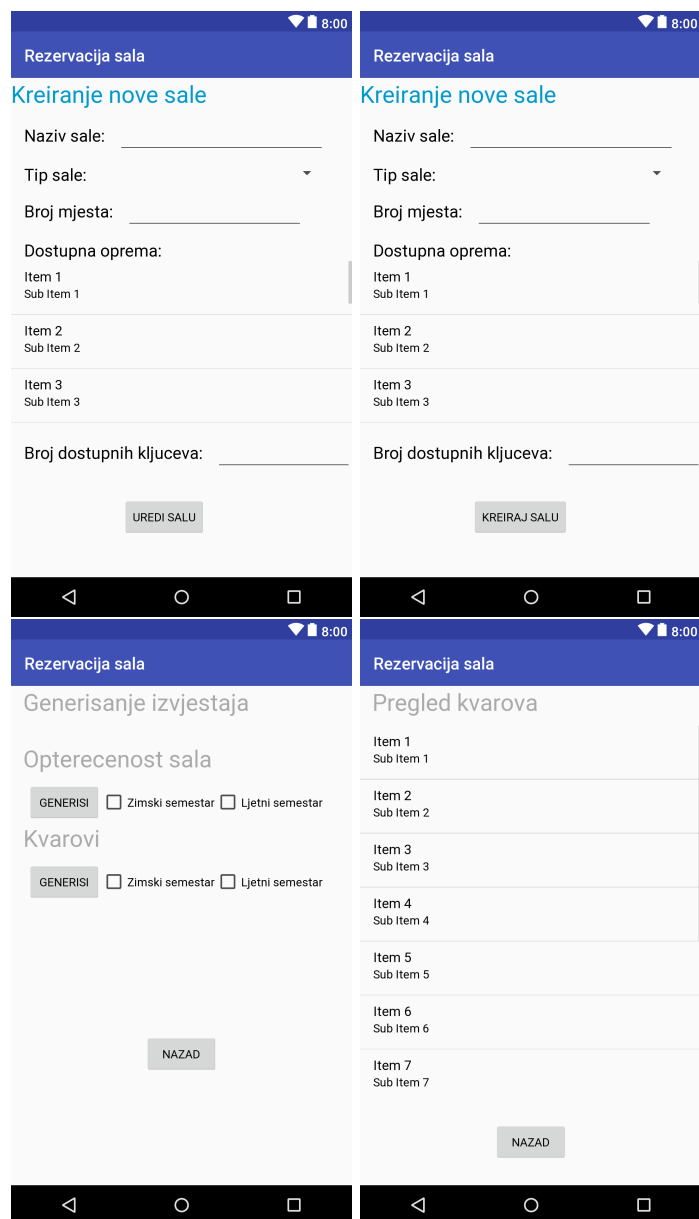 8:00
Rezervacija sala
Kreiranje nove sale
Naziv sale:
Tip sale:
Broj mjesta:
Dostupna oprema:
Item 1
Sub Item 1
Item 2
Sub Item 2
Item 3
Sub Item 3
Broj dostupnih kljuceva:
UREDI SALU
8:00
Rezervacija sala
Kreiranje nove sale
Naziv sale:
Tip sale:
Broj mjesta:
Dostupna oprema:
Item 1
Sub Item 1
Item 2
Sub Item 2
Item 3
Sub Item 3
Broj dostupnih kljuceva:
KREIRAJ SALU
8:00
Rezervacija sala
Generisanje izvjestaja
Opterecenost sala
GENERISI Zimski semestar Ljetni semestar
Kvarovi
GENERISI Zimski semestar Ljetni semestar
NAZAD
8:00
Rezervacija sala
Pregled kvarova
Item 1
Sub Item 1
Item 2
Sub Item 2
Item 3
Sub Item 3
Item 4
Sub Item 4
Item 5
Sub Item 5
Item 6
Sub Item 6
Item 7
Sub Item 7
NAZAD